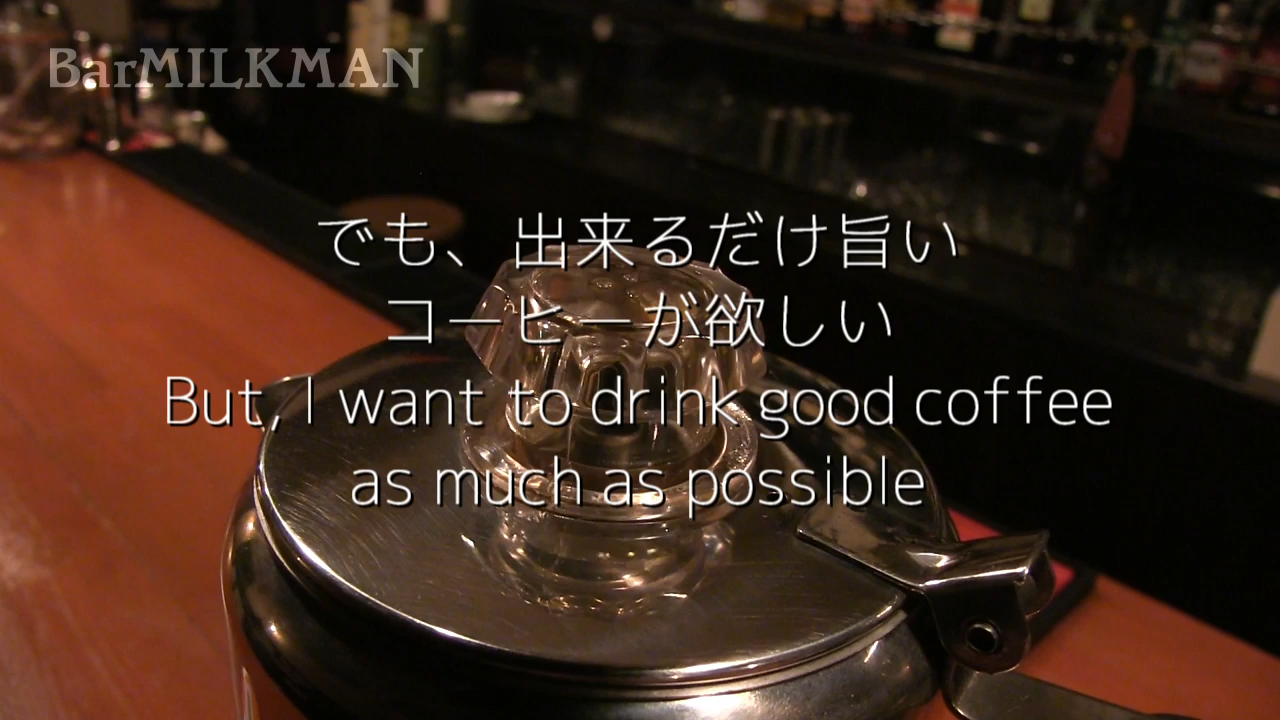 BarMILKMAN
でも、出来るだけ旨い
コーヒーが欲しい
But, I want to drink good coffee
as much as possible